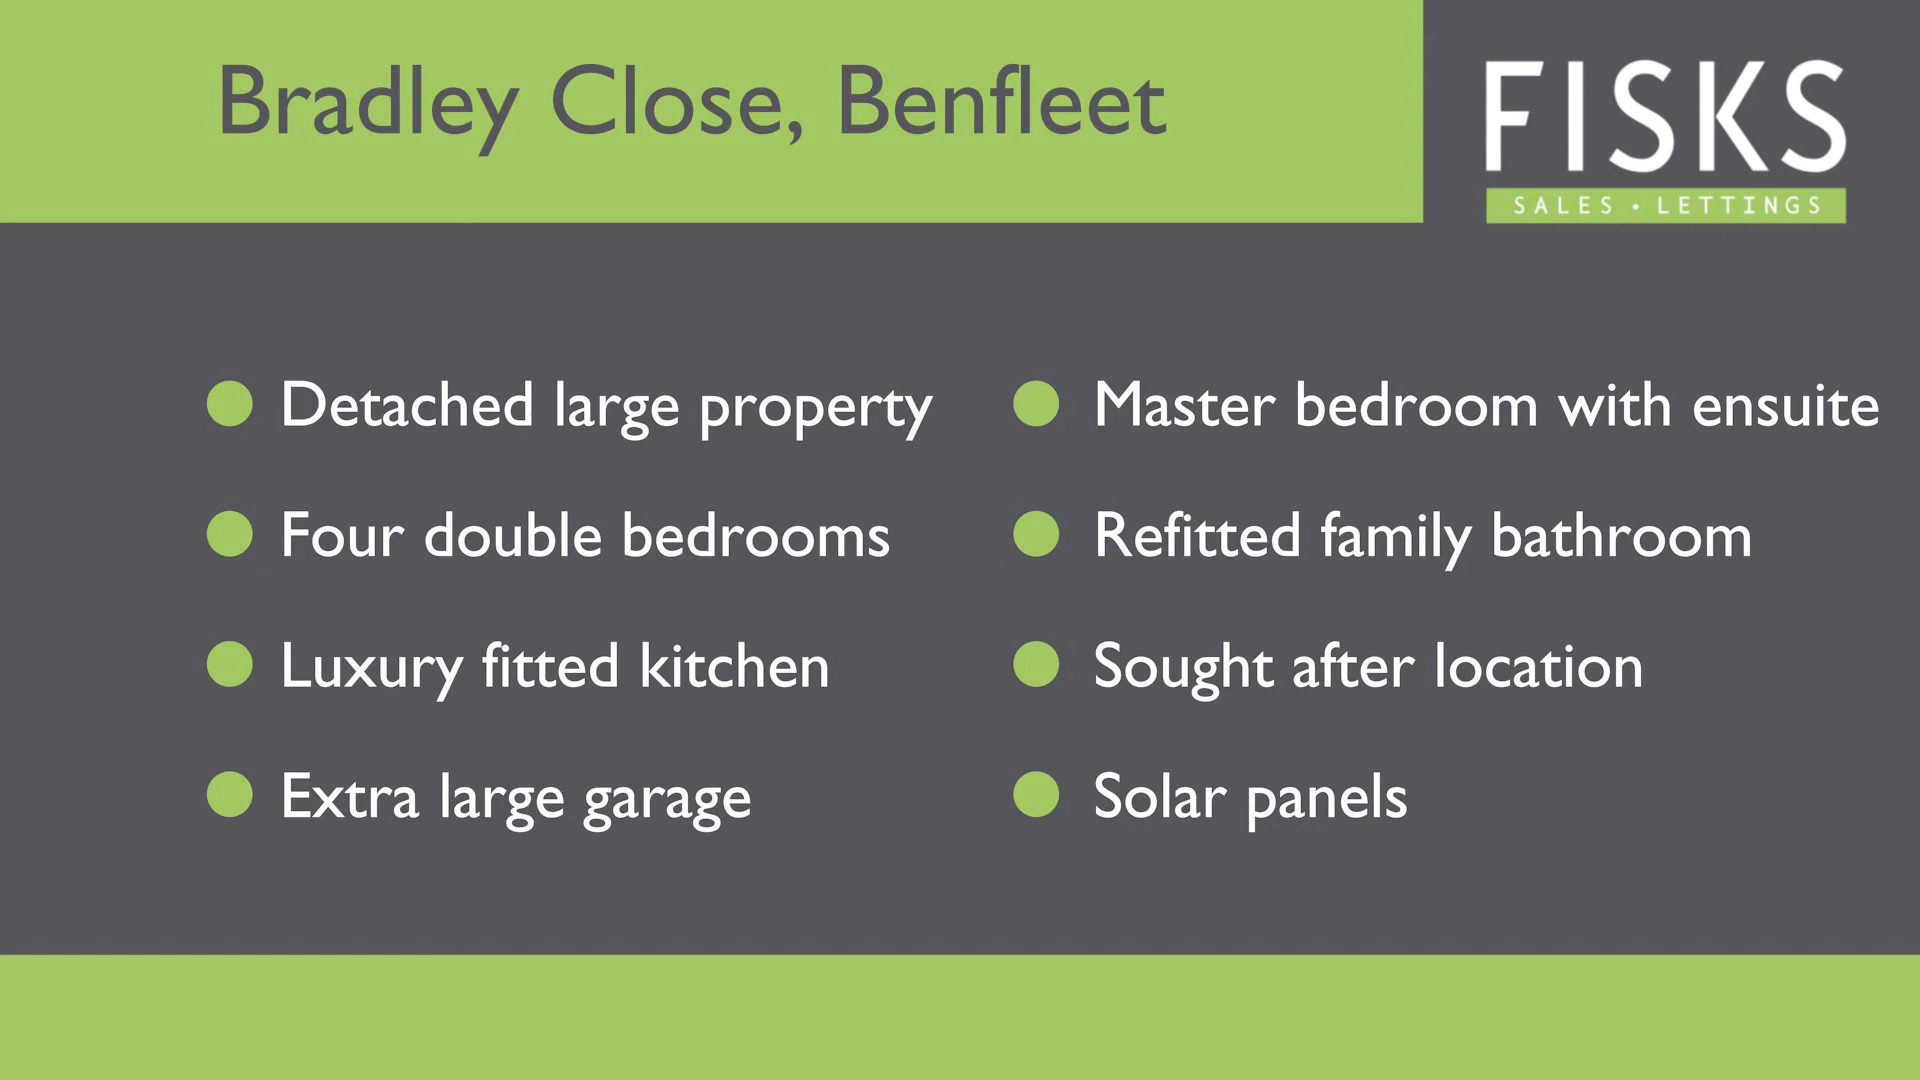 Bradley Close, Benfleet
FISKS
SALES • LETTINGS
Detached large property
Four double bedrooms
Luxury fitted kitchen
Extra large garage
Master bedroom with ensuite
Refitted family bathroom
Sought after location
Solar panels